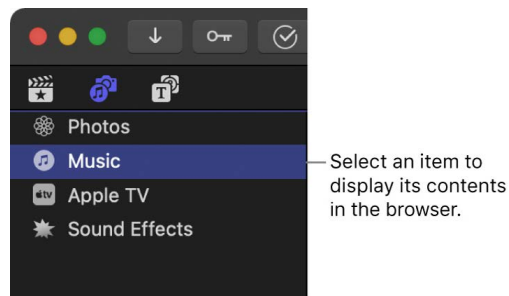 Photos
Music
Apple TV
Sound Effects
Select an item to
display its contents
in the browser.